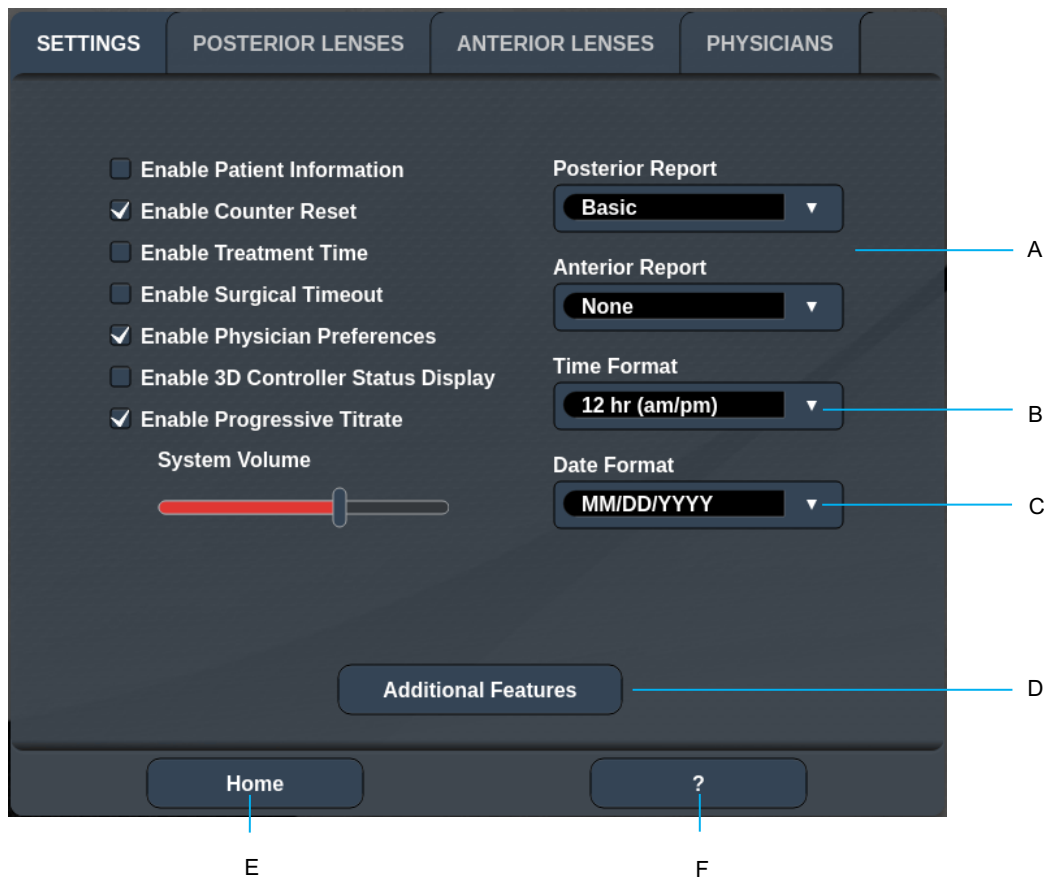 SETTINGS POSTERIOR LENSES ANTERIOR LENSES PHYSICIANS
Enable Patient Information
Enable Counter Reset
Enable Treatment Time
Enable Surgical Timeout
Enable Physician Preferences
Enable 3D Controller Status Display
Enable Progressive Titrate
System Volume
Posterior Report
Basic
A
Anterior Report
None
Time Format
12 hr (am/pm)
B
Date Format
MM/DD/YYYY
C
Additional Features
D
Home
?
E
F